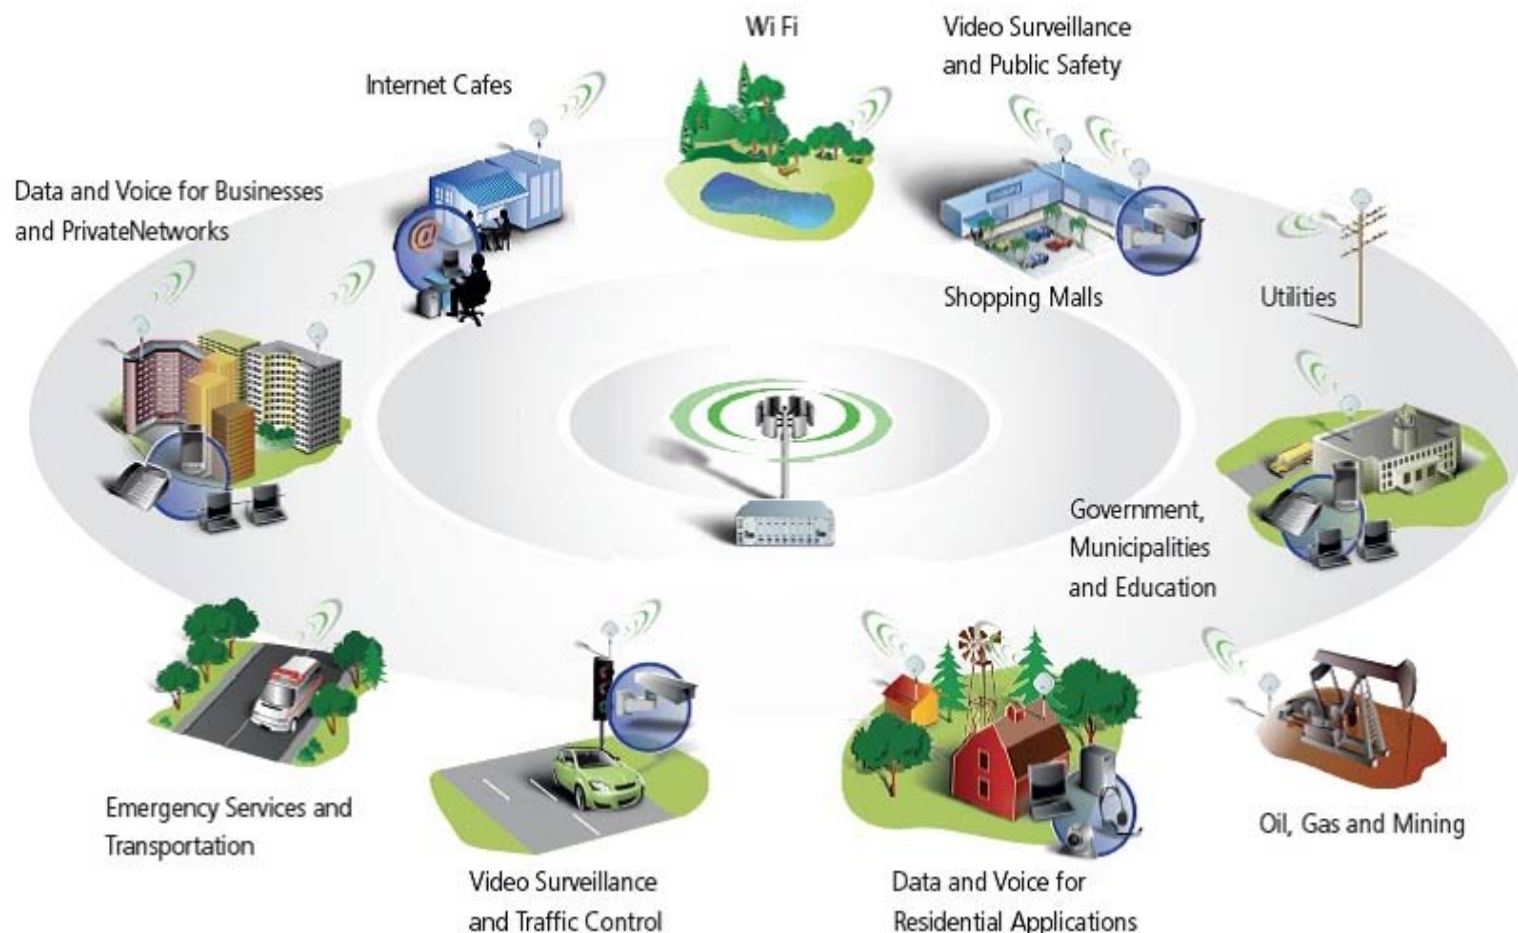 Wi Fi
Video Surveillance
and Public Safety
Internet Cafes
Data and Voice for Businesses
and PrivateNetworks
@
Shopping Malls
Utilities
Government,
Municipalities
and Education
Emergency Services and
Transportation
Video Surveillance
and Traffic Control
Data and Voice for
Residential Applications
Oil, Gas and Mining